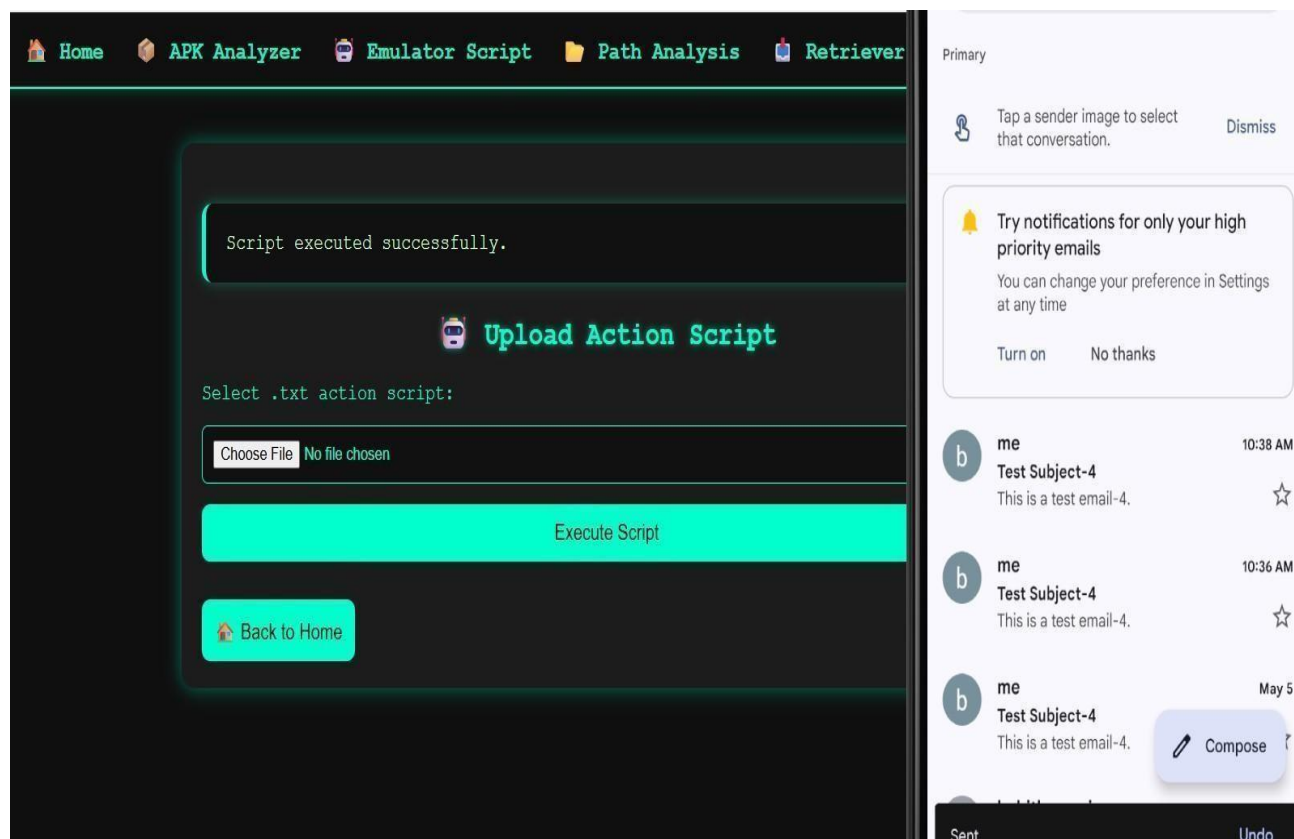 Home APK Analyzer Emulator Script Path Analysis Retriever
Script executed successfully.
Upload Action Script
Select .txt action script:
Choose File No file chosen
Execute Script
Back to Home
Primary
Tap a sender image to select
that conversation.
Dismiss
Try notifications for only your high
priority emails
You can change your preference in Settings
at any time
Turn on No thanks
b
me 10:38 AM
Test Subject-4
This is a test email-4.
b
me 10:36 AM
Test Subject-4
This is a test email-4.
b
me May 5
Test Subject-4
This is a test email-4.
Compose
Sent Undo